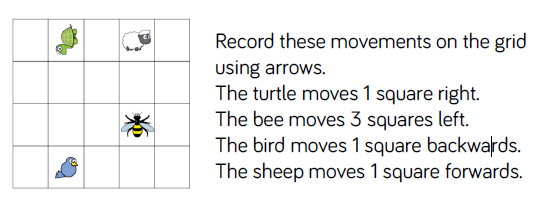 Record these movements on the grid
using arrows.
The turtle moves 1 square right.
The bee moves 3 squares left.
The bird moves 1 square backwards.
The sheep moves 1 square forwards.